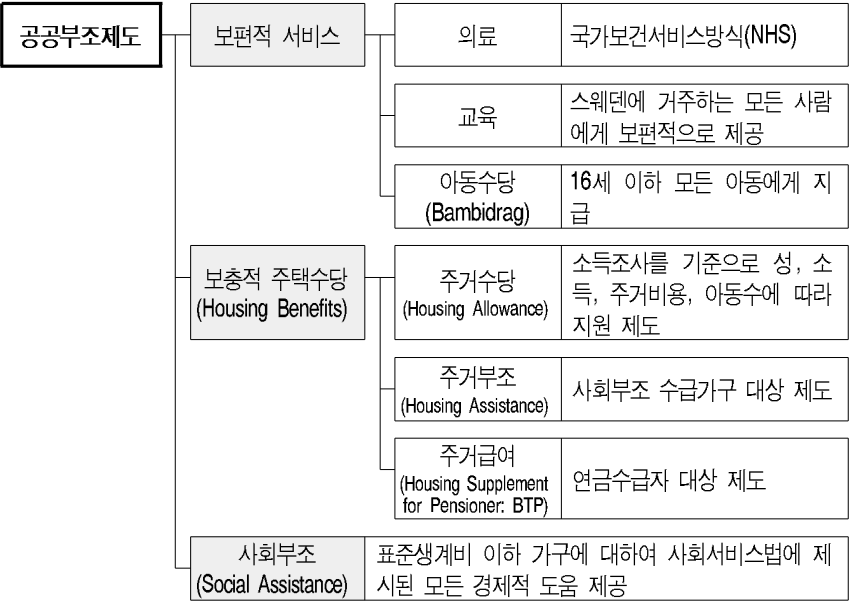 공공부조제도
보편적 서비스
의료
국가보건서비스방식(NHS)
교육
스웨덴에 거주하는 모든 사람
에게 보편적으로 제공
아동수당
(Bambidrag)
16세 이하 모든 아동에게 지
급
보충적 주택수당
(Housing Benefits)
주거수당
(Housing Allowance)
소득조사를 기준으로 성, 소
득, 주거비용, 아동수에 따라
지원 제도
주거부조
(Housing Assistance)
사회부조 수급가구 대상 제도
주거급여
(Housing Supplement
for Pensioner: BTP)
연금수급자 대상 제도
사회부조
(Social Assistance)
표준생계비 이하 가구에 대하여 사회서비스법에 제
시된 모든 경제적 도움 제공